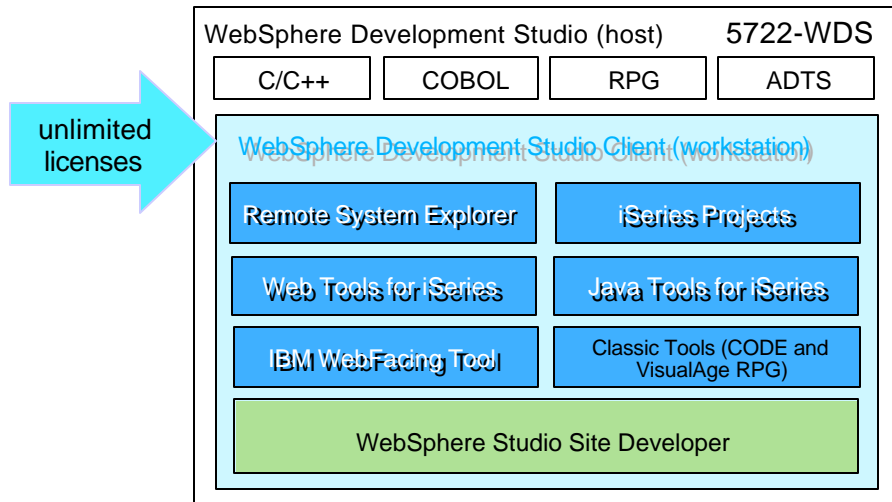 WebSphere Development Studio (host) 5722-WDS
C/C++ COBOL RPG ADTS
unlimited
licenses
WebSphere Development Studio Client (workstation)
Remote System Explorer iSeries Projects
Web Tools for iSeries Java Tools for iSeries
IBM WebFacing Tool
Classic Tools (CODE and
VisualAge RPG)
WebSphere Studio Site Developer